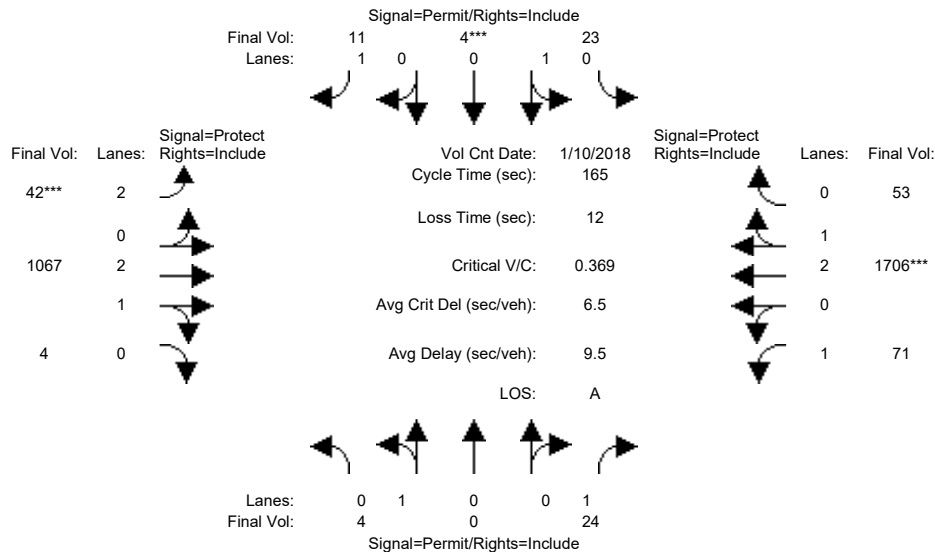 Signal=Permit/Rights=Include
Final Vol: 11 4*** 23
Lanes: 1 0 0 1 0
Signal=Protect Signal=Protect
Final Vol: Lanes: Rights=Include Vol Cnt Date: 1/10/2018 Rights=Include Lanes: Final Vol:
Cycle Time (sec): 165
42*** 2 0 53
Loss Time (sec): 12
0 1
1067 2 Critical V/C: 0.369 2 1706***
1 Avg Crit Del (sec/veh): 6.5 0
4 0 Avg Delay (sec/veh): 9.5 1 71
LOS: A
Lanes: 0 1 0 0 1
Final Vol: 4 0 24
Signal=Permit/Rights=Include